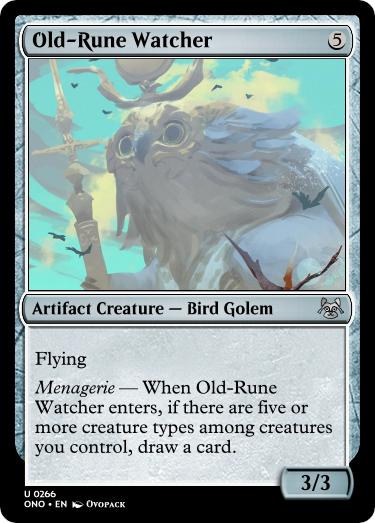 Old-Rune Watcher 5
Artifact Creature — Bird Golem
Flying
Menagerie — When Old-Rune
Watcher enters, if there are five or
more creature types among creatures
you control, draw a card.
3/3
U 0266
ONO • EN Ovopack